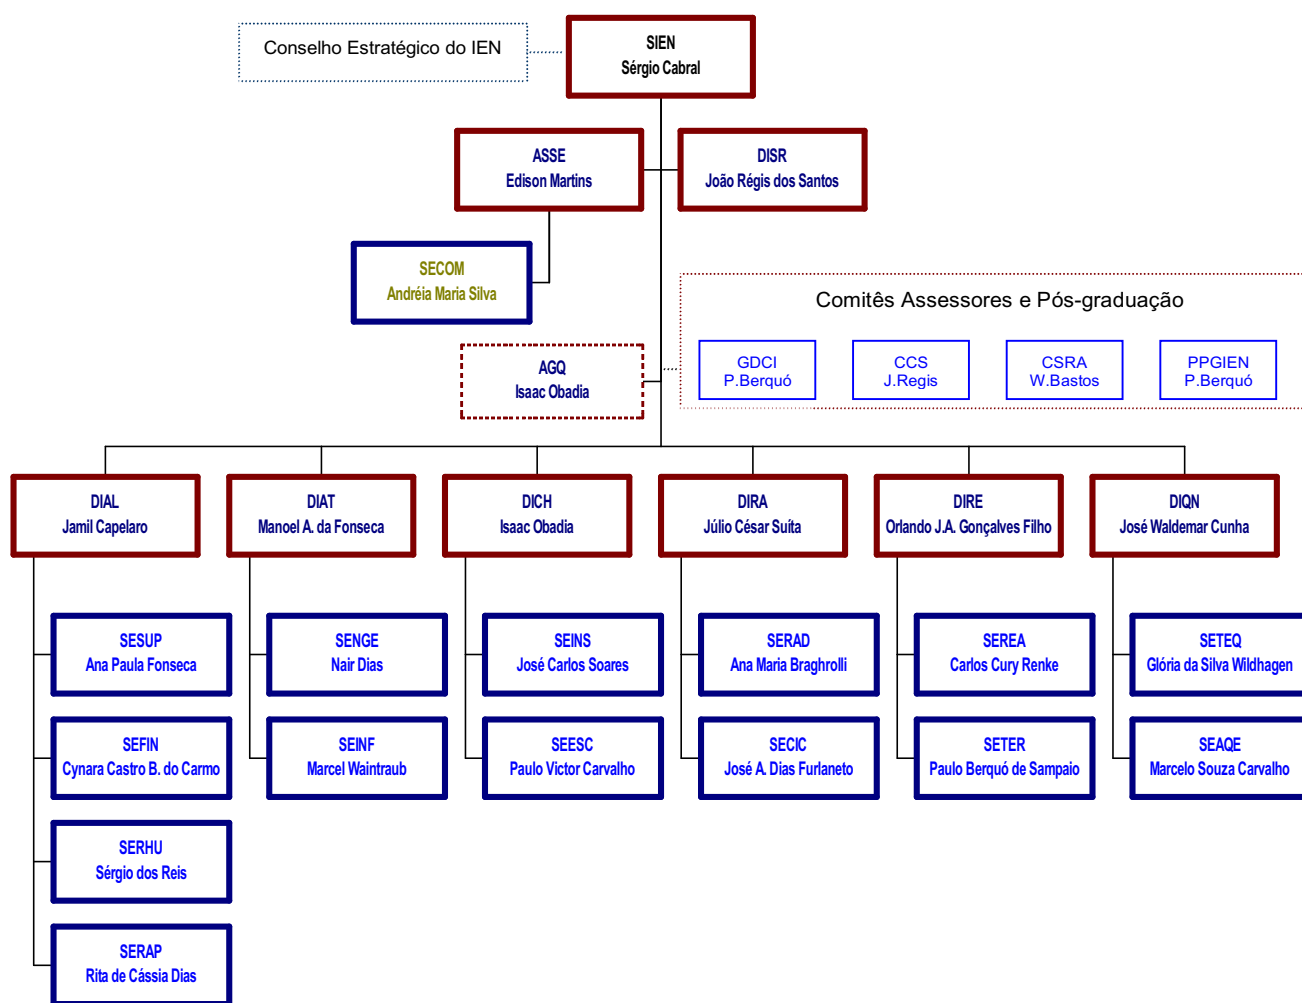 Conselho Estratégico do IEN
SIEN
Sérgio Cabral
ASSE
Edison Martins
DISR
João Régis dos Santos
SECOM
Andréia Maria Silva
Comitês Assessores e Pós-graduação
GDCI
P.Berquó
CCS
J.Regis
CSRA
W.Bastos
PPGIEN
P.Berquó
AGQ
Isaac Obadia
DIAL
Jamil Capelaro
DIAT
Manoel A. da Fonseca
DICH
Isaac Obadia
DIRA
Júlio César Suíta
DIRE
Orlando J.A. Gonçalves Filho
DIQN
José Waldemar Cunha
SESUP
Ana Paula Fonseca
SENGE
Nair Dias
SEINS
José Carlos Soares
SERAD
Ana Maria Braghrolli
SEREA
Carlos Cury Renke
SETEQ
Glória da Silva Wildhagen
SEFIN
Cynara Castro B. do Carmo
SEINF
Marcel Waintraub
SEESC
Paulo Victor Carvalho
SECIC
José A. Dias Furlaneto
SETER
Paulo Berquó de Sampaio
SEAQE
Marcelo Souza Carvalho
SERHU
Sérgio dos Reis
SERAP
Rita de Cássia Dias